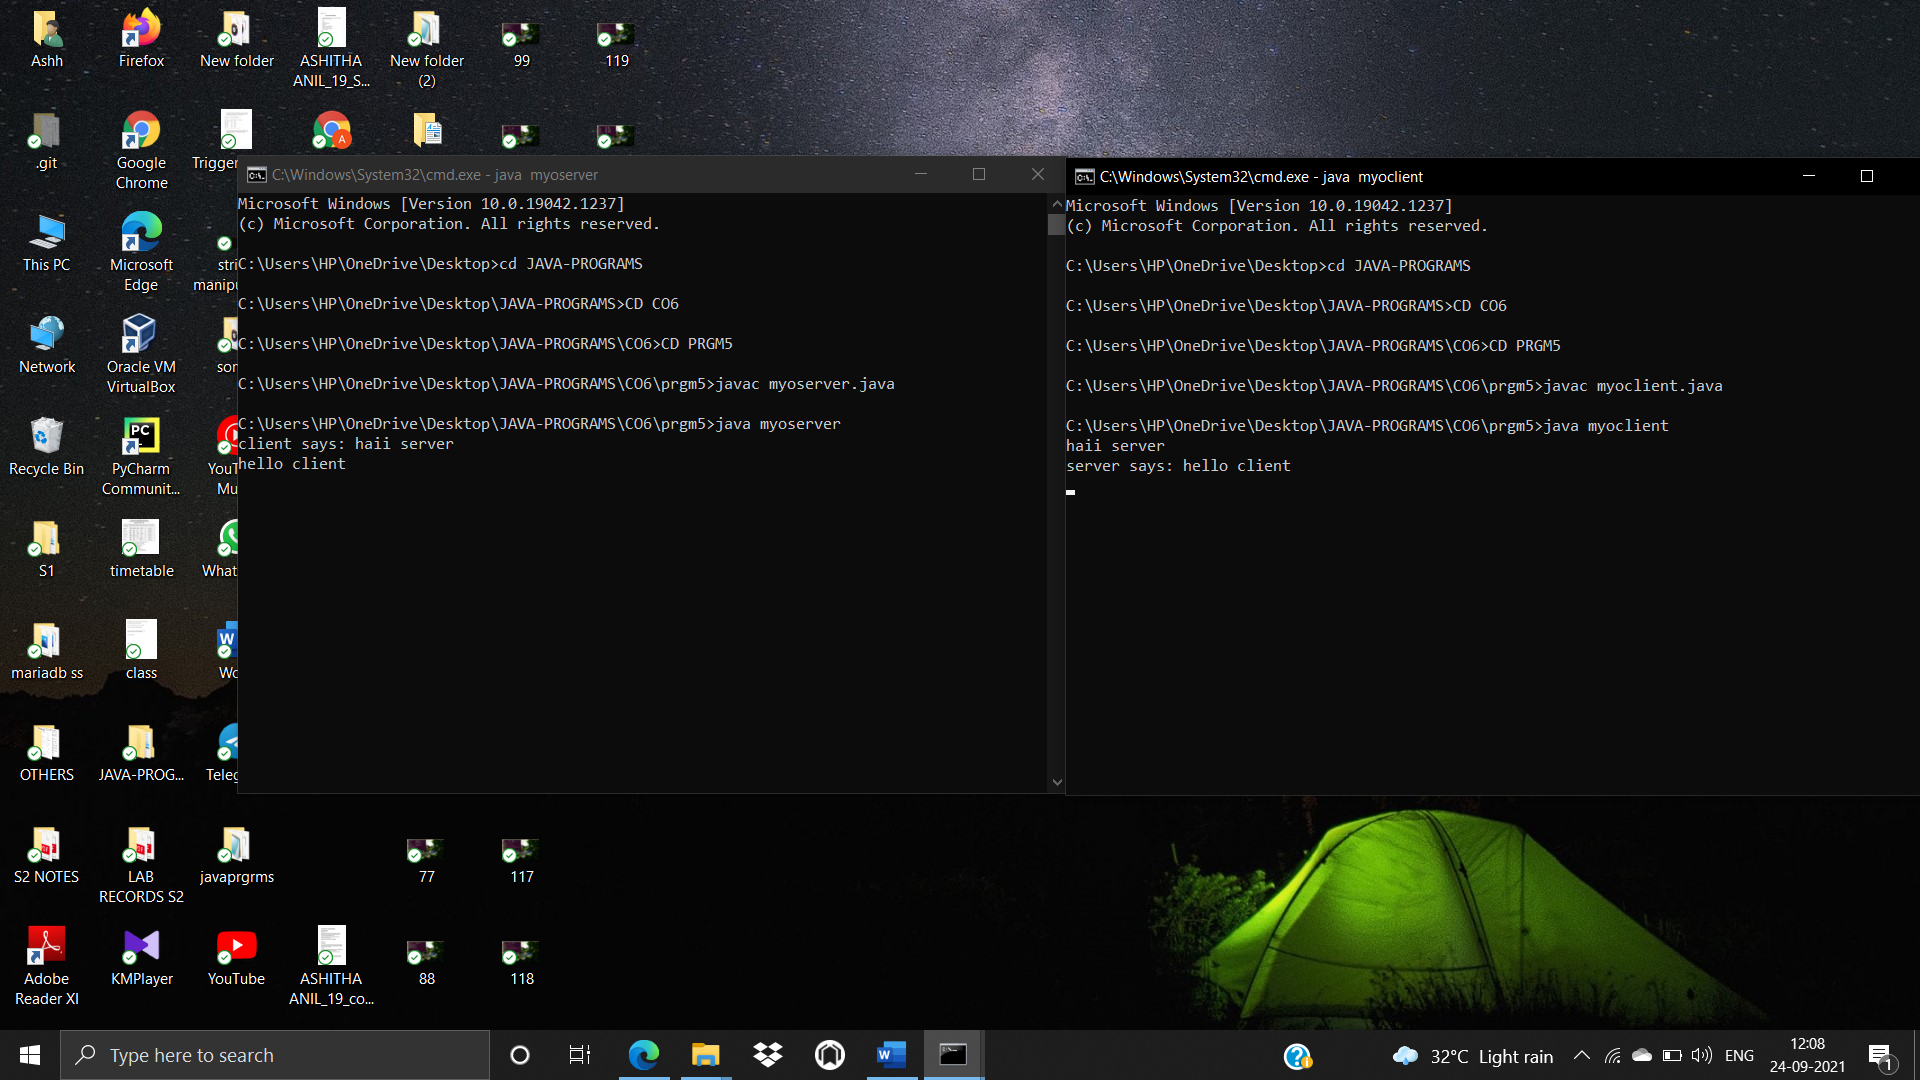 Ashh
Firefox
New folder
ASHITHA
ANIL_19_S...
New folder
(2)
99
119
.git
Google
Chrome
Trigger
This PC
Microsoft
Edge
stri
manipu
Network
Oracle VM
VirtualBox
Recycle Bin
PyCharm
Communit...
YouT
Mu
S1
timetable
What
mariadb ss
class
Wo
OTHERS
JAVA-PROG...
Teleg
S2 NOTES
LAB
RECORDS S2
javaprgrms
77
117
Adobe
Reader XI
KMPlayer
YouTube
ASHITHA
ANIL_19_co...
88
118
C:\Windows\System32\cmd.exe - java  myoserver
Microsoft Windows [Version 10.0.19042.1237]
(c) Microsoft Corporation. All rights reserved.
C:\Users\HP\OneDrive\Desktop>cd JAVA-PROGRAMS
C:\Users\HP\OneDrive\Desktop\JAVA-PROGRAMS>CD CO6
C:\Users\HP\OneDrive\Desktop\JAVA-PROGRAMS\CO6>CD PRGM5
C:\Users\HP\OneDrive\Desktop\JAVA-PROGRAMS\CO6\prgm5>javac myoserver.java
C:\Users\HP\OneDrive\Desktop\JAVA-PROGRAMS\CO6\prgm5>java myoserver
client says: haii server
hello client
C:\Windows\System32\cmd.exe - java  myoclient
Microsoft Windows [Version 10.0.19042.1237]
(c) Microsoft Corporation. All rights reserved.
C:\Users\HP\OneDrive\Desktop>cd JAVA-PROGRAMS
C:\Users\HP\OneDrive\Desktop\JAVA-PROGRAMS>CD CO6
C:\Users\HP\OneDrive\Desktop\JAVA-PROGRAMS\CO6>CD PRGM5
C:\Users\HP\OneDrive\Desktop\JAVA-PROGRAMS\CO6\prgm5>javac myoclient.java
C:\Users\HP\OneDrive\Desktop\JAVA-PROGRAMS\CO6\prgm5>java myoclient
haii server
server says: hello client
Type here to search
32°C Light rain
ENG
12:08
24-09-2021
1